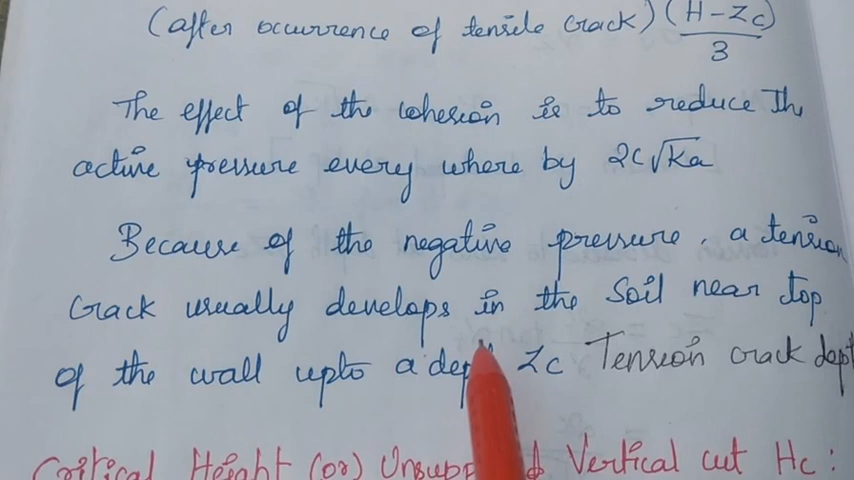 (after occurrence of tensile crack) (H-Zc)/3
The effect of the cohesion is to reduce Th
active pressure every where by 2C√Ka
Because of the negative pressure, a tension
Crack usually develops in the Soil near top
of the wall upto a dep Zc Tension crack dept
Critical Height (or) Unsupp d Vertical cut Hc: